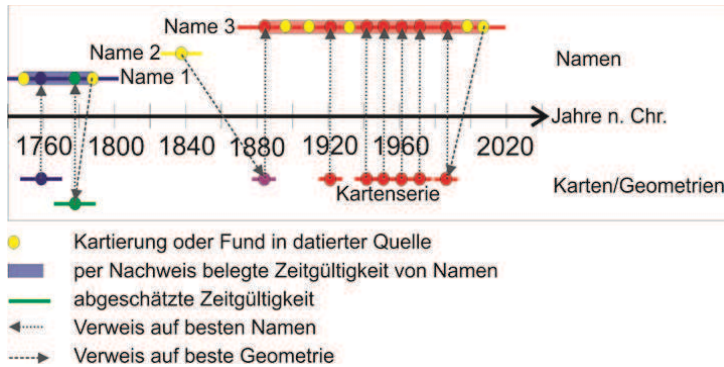 Name 3
Name 2
Namen
Name 1
Jahre n. Chr.
1760 1800 1840 1880 1920 1960 2020
Kartenserie
Karten/Geometrien
Kartierung oder Fund in datierter Quelle
per Nachweis belegte Zeitgültigkeit von Namen
abgeschätzte Zeitgültigkeit
Verweis auf besten Namen
Verweis auf beste Geometrie